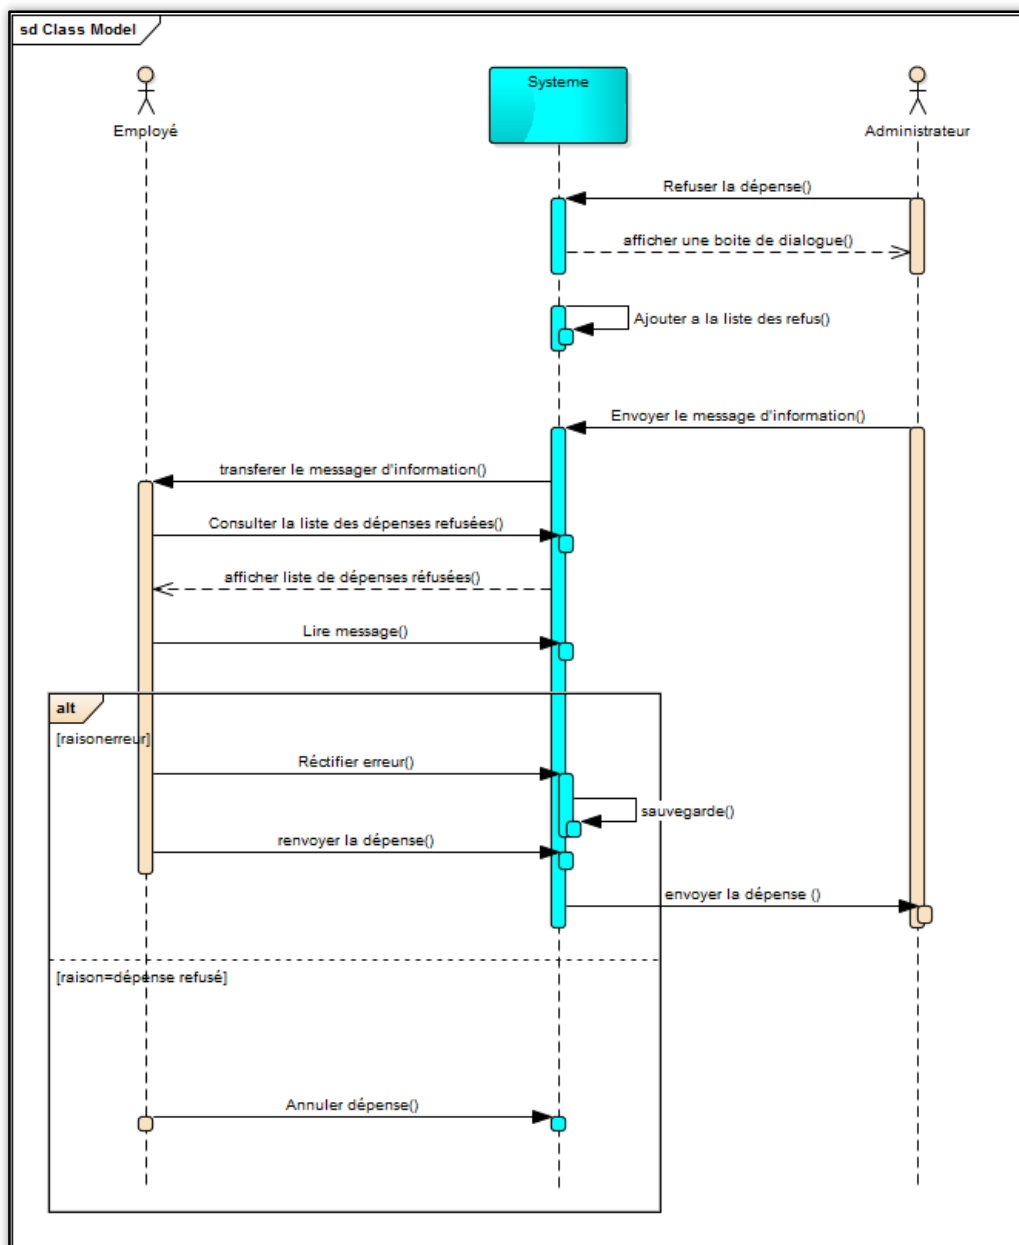 sd Class Model
Employé
Systeme
Administrateur
Refuser la dépense()
afficher une boite de dialogue()
Ajouter a la liste des refus()
Envoyer le message d'information()
transferer le messager d'information()
Consulter la liste des dépenses refusées()
afficher liste de dépenses réfusées()
Lire message()
alt
[raisonerreur]
Réctifier erreur()
sauvegarde()
renvoyer la dépense()
envoyer la dépense ()
[raison=dépense refusé]
Annuler dépense()